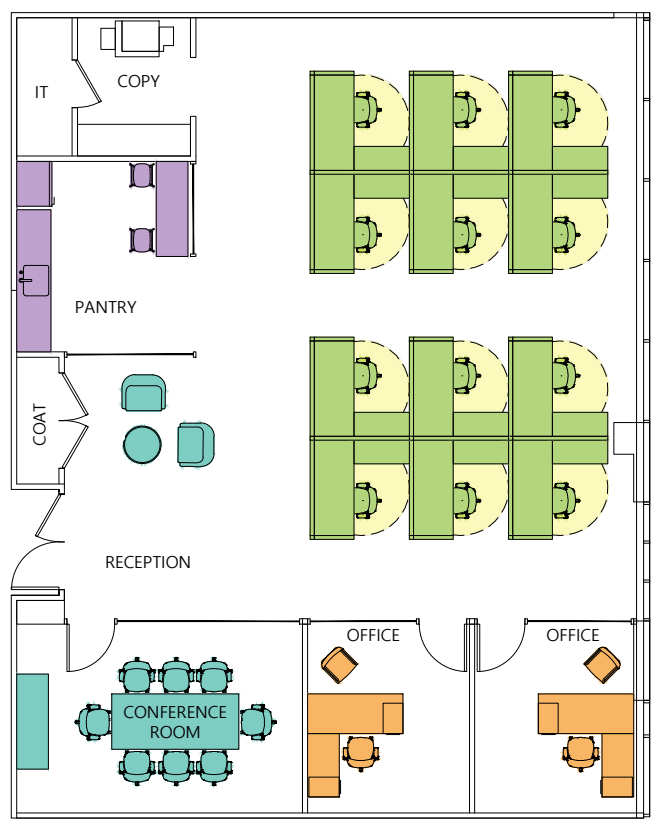 IT
COPY
PANTRY
COAT
RECEPTION
OFFICE
OFFICE
CONFERENCE
ROOM